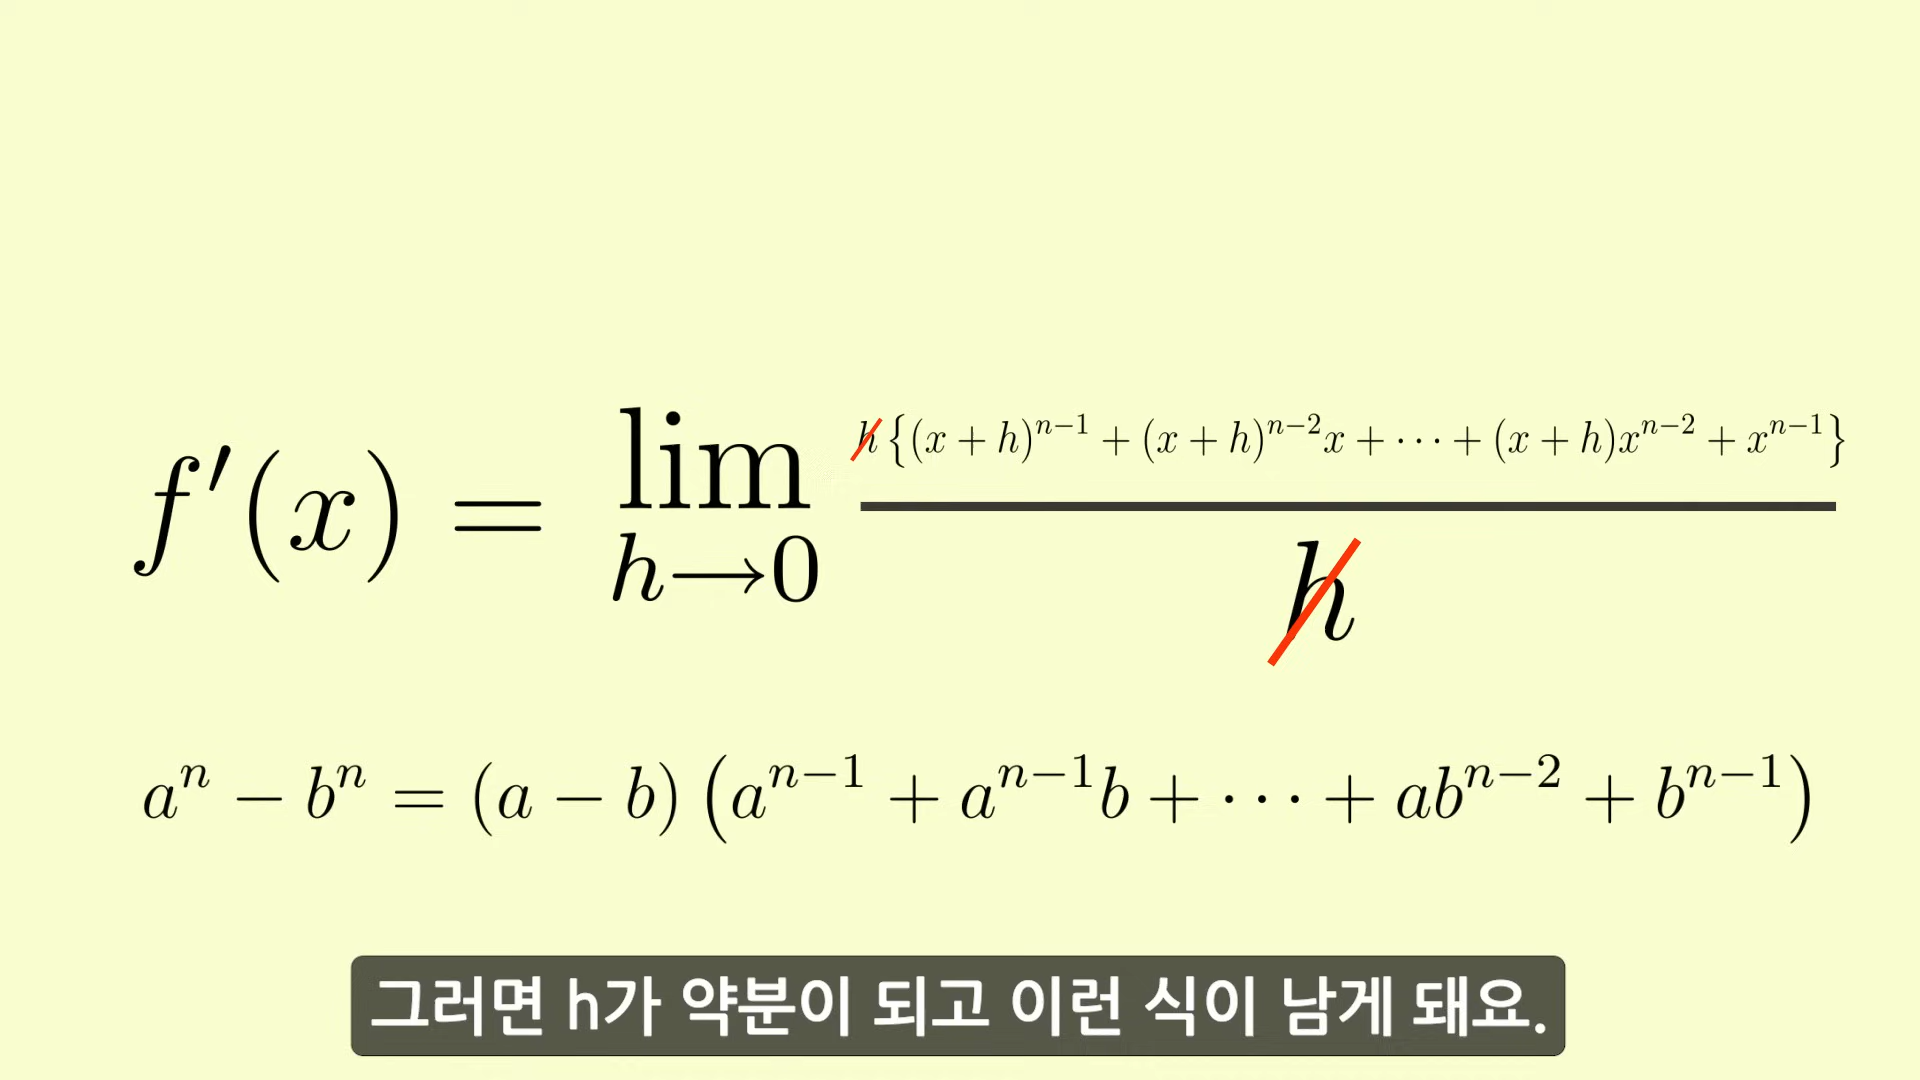 f′(x) = lim_{h→0} h{(x + h)^{n−1} + (x + h)^{n−2}x + ··· + (x + h)x^{n−2} + x^{n−1}} / h
a^n − b^n = (a − b)(a^{n−1} + a^{n−1}b + ··· + ab^{n−2} + b^{n−1})
그러면 h가 약분이 되고 이런 식이 남게 돼요.